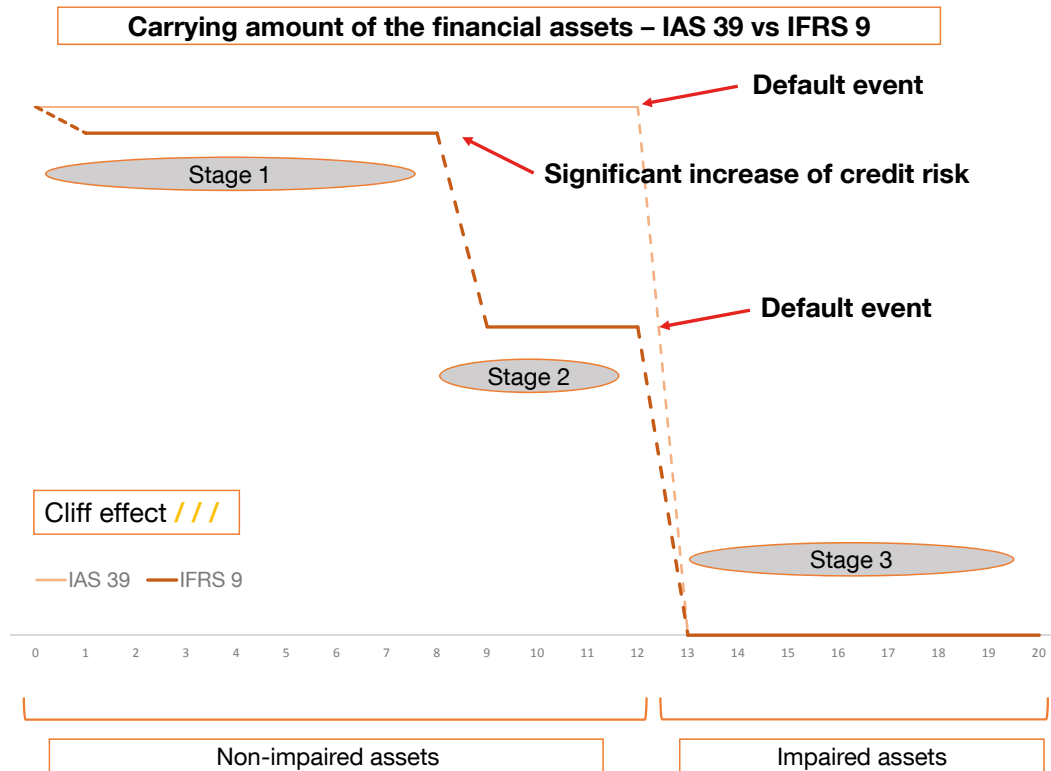 Carrying amount of the financial assets – IAS 39 vs IFRS 9
Default event
Stage 1
Significant increase of credit risk
Default event
Stage 2
Cliff effect / / /
Stage 3
IAS 39 IFRS 9
0 1 2 3 4 5 6 7 8 9 10 11 12 13 14 15 16 17 18 19 20
Non-impaired assets
Impaired assets